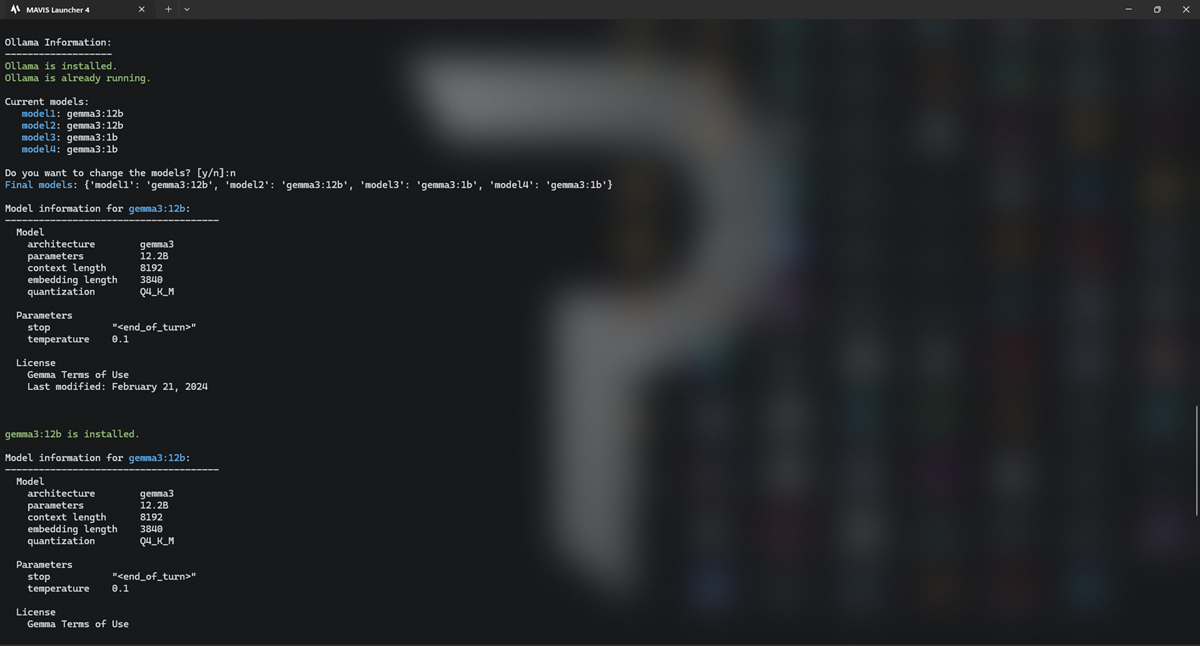 MAVIS Launcher 4
Ollama Information:
-------------------
Ollama is installed.
Ollama is already running.
Current models:
model1: gemma3:12b
model2: gemma3:12b
model3: gemma3:1b
model4: gemma3:1b
Do you want to change the models? [y/n]:n
Final models: {'model1': 'gemma3:12b', 'model2': 'gemma3:12b', 'model3': 'gemma3:1b', 'model4': 'gemma3:1b'}
Model information for gemma3:12b:
--------------------------------------
Model
architecture gemma3
parameters 12.2B
context length 8192
embedding length 3840
quantization Q4_K_M
Parameters
stop "<end_of_turn>"
temperature 0.1
License
Gemma Terms of Use
Last modified: February 21, 2024
gemma3:12b is installed.
Model information for gemma3:12b:
--------------------------------------
Model
architecture gemma3
parameters 12.2B
context length 8192
embedding length 3840
quantization Q4_K_M
Parameters
stop "<end_of_turn>"
temperature 0.1
License
Gemma Terms of Use